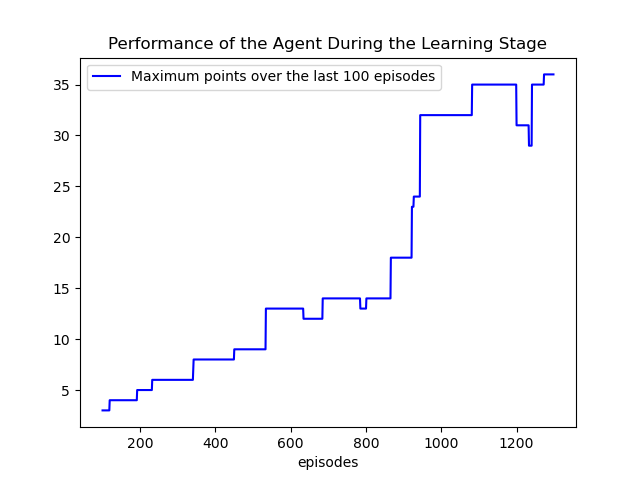 Performance of the Agent During the Learning Stage
Maximum points over the last 100 episodes
35
30
25
20
15
10
5
200 400 600 800 1000 1200
episodes